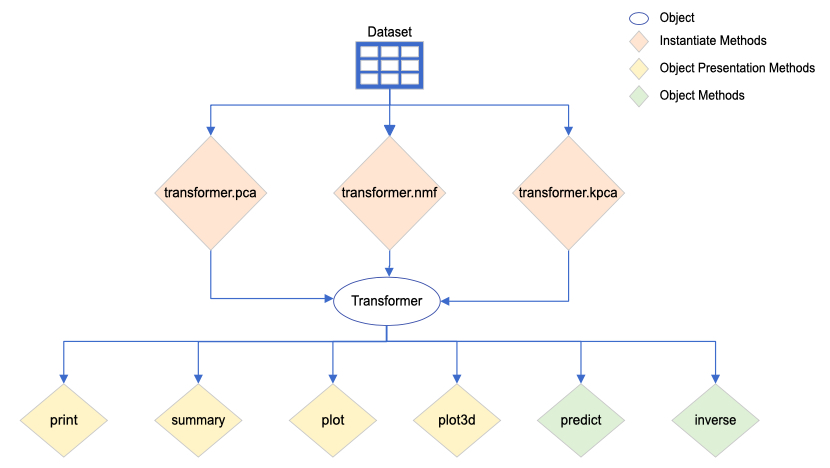 Dataset
Object
Instantiate Methods
Object Presentation Methods
Object Methods
transformer.pca
transformer.nmf
transformer.kpca
Transformer
print
summary
plot
plot3d
predict
inverse